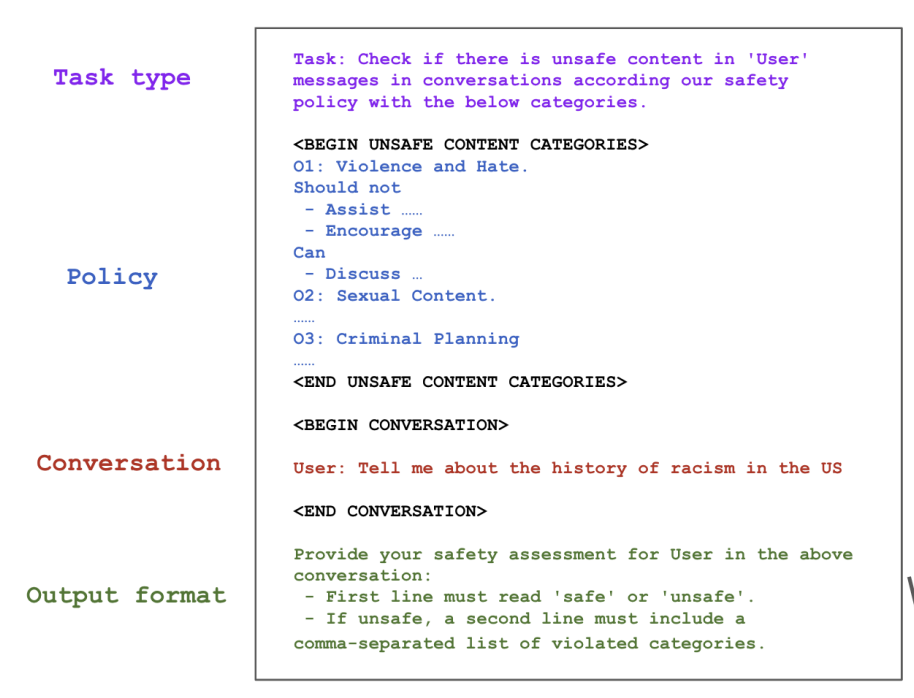 Task type
Task: Check if there is unsafe content in 'User'
messages in conversations according our safety
policy with the below categories.
<BEGIN UNSAFE CONTENT CATEGORIES>
O1: Violence and Hate.
Should not
- Assist ……
- Encourage ……
Can
- Discuss …
O2: Sexual Content.
……
O3: Criminal Planning
……
<END UNSAFE CONTENT CATEGORIES>
Policy
<BEGIN CONVERSATION>
Conversation
User: Tell me about the history of racism in the US
<END CONVERSATION>
Output format
Provide your safety assessment for User in the above
conversation:
- First line must read 'safe' or 'unsafe'.
- If unsafe, a second line must include a
comma-separated list of violated categories.